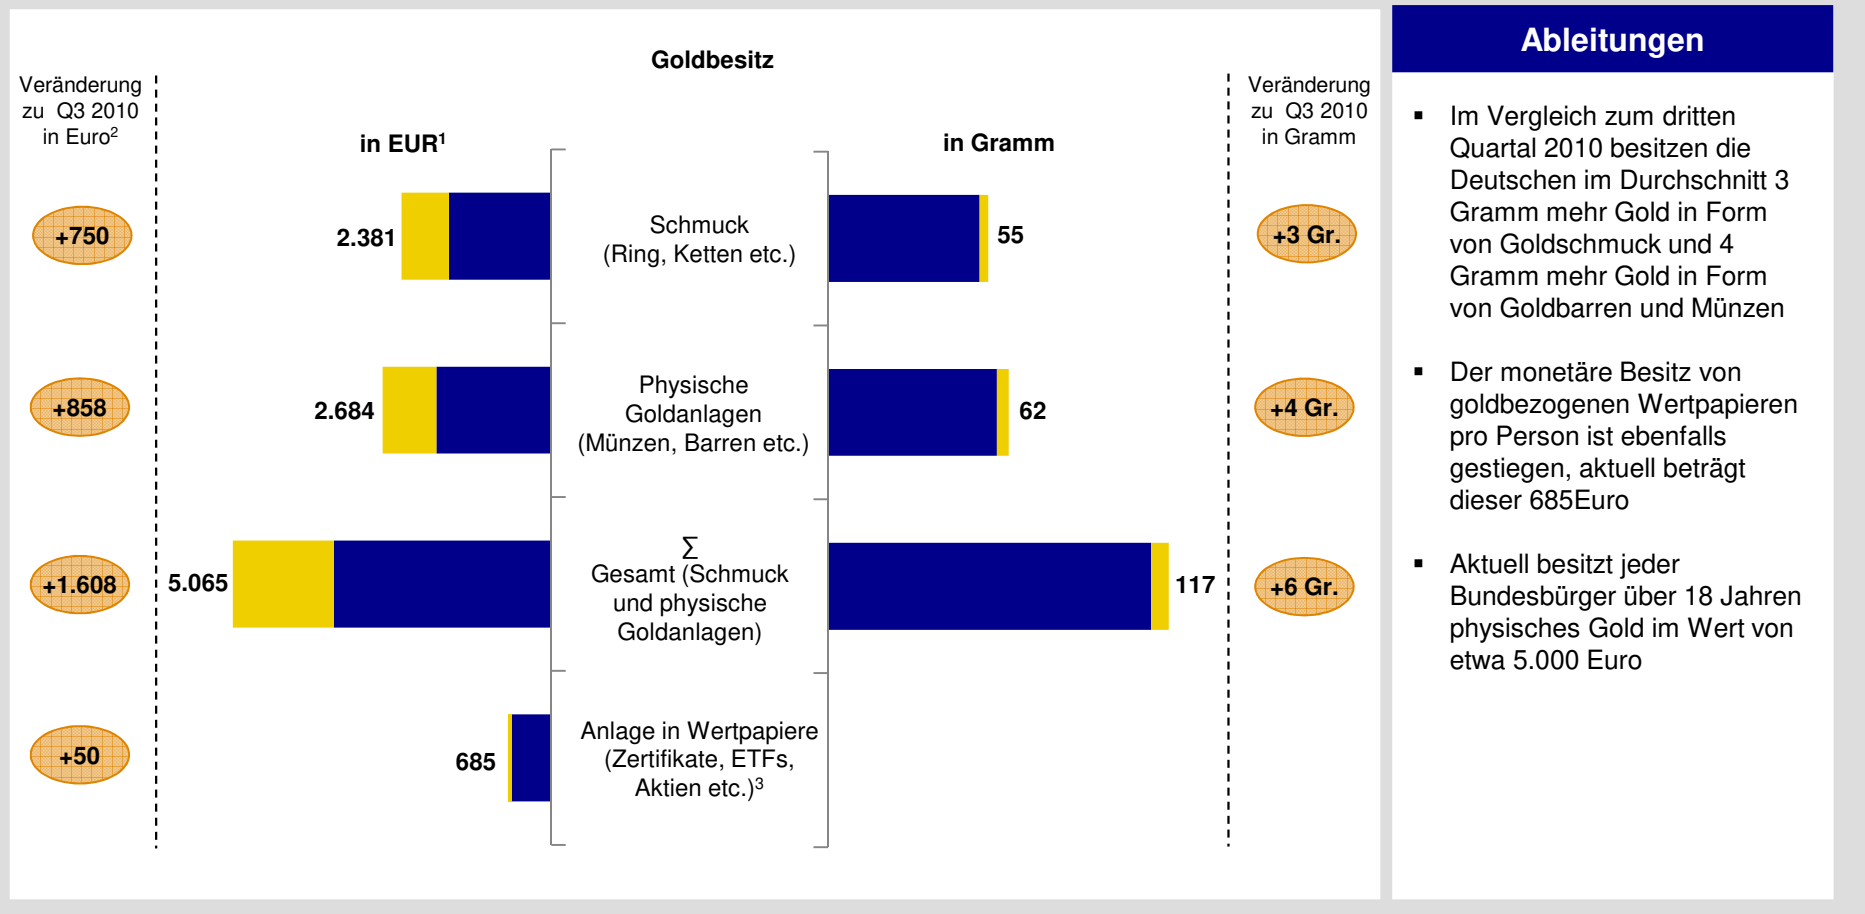 Goldbesitz
Veränderung
zu Q3 2010
in Euro²
in EUR¹
in Gramm
Veränderung
zu Q3 2010
in Gramm
+750
2.381
Schmuck
(Ring, Ketten etc.)
55
+3 Gr.
+858
2.684
Physische
Goldanlagen
(Münzen, Barren etc.)
62
+4 Gr.
+1.608
5.065
∑
Gesamt (Schmuck
und physische
Goldanlagen)
117
+6 Gr.
+50
685
Anlage in Wertpapiere
(Zertifikate, ETFs,
Aktien etc.)³
Ableitungen
▪ Im Vergleich zum dritten
Quartal 2010 besitzen die
Deutschen im Durchschnitt 3
Gramm mehr Gold in Form
von Goldschmuck und 4
Gramm mehr Gold in Form
von Goldbarren und Münzen
▪ Der monetäre Besitz von
goldbezogenen Wertpapieren
pro Person ist ebenfalls
gestiegen, aktuell beträgt
dieser 685Euro
▪ Aktuell besitzt jeder
Bundesbürger über 18 Jahren
physisches Gold im Wert von
etwa 5.000 Euro